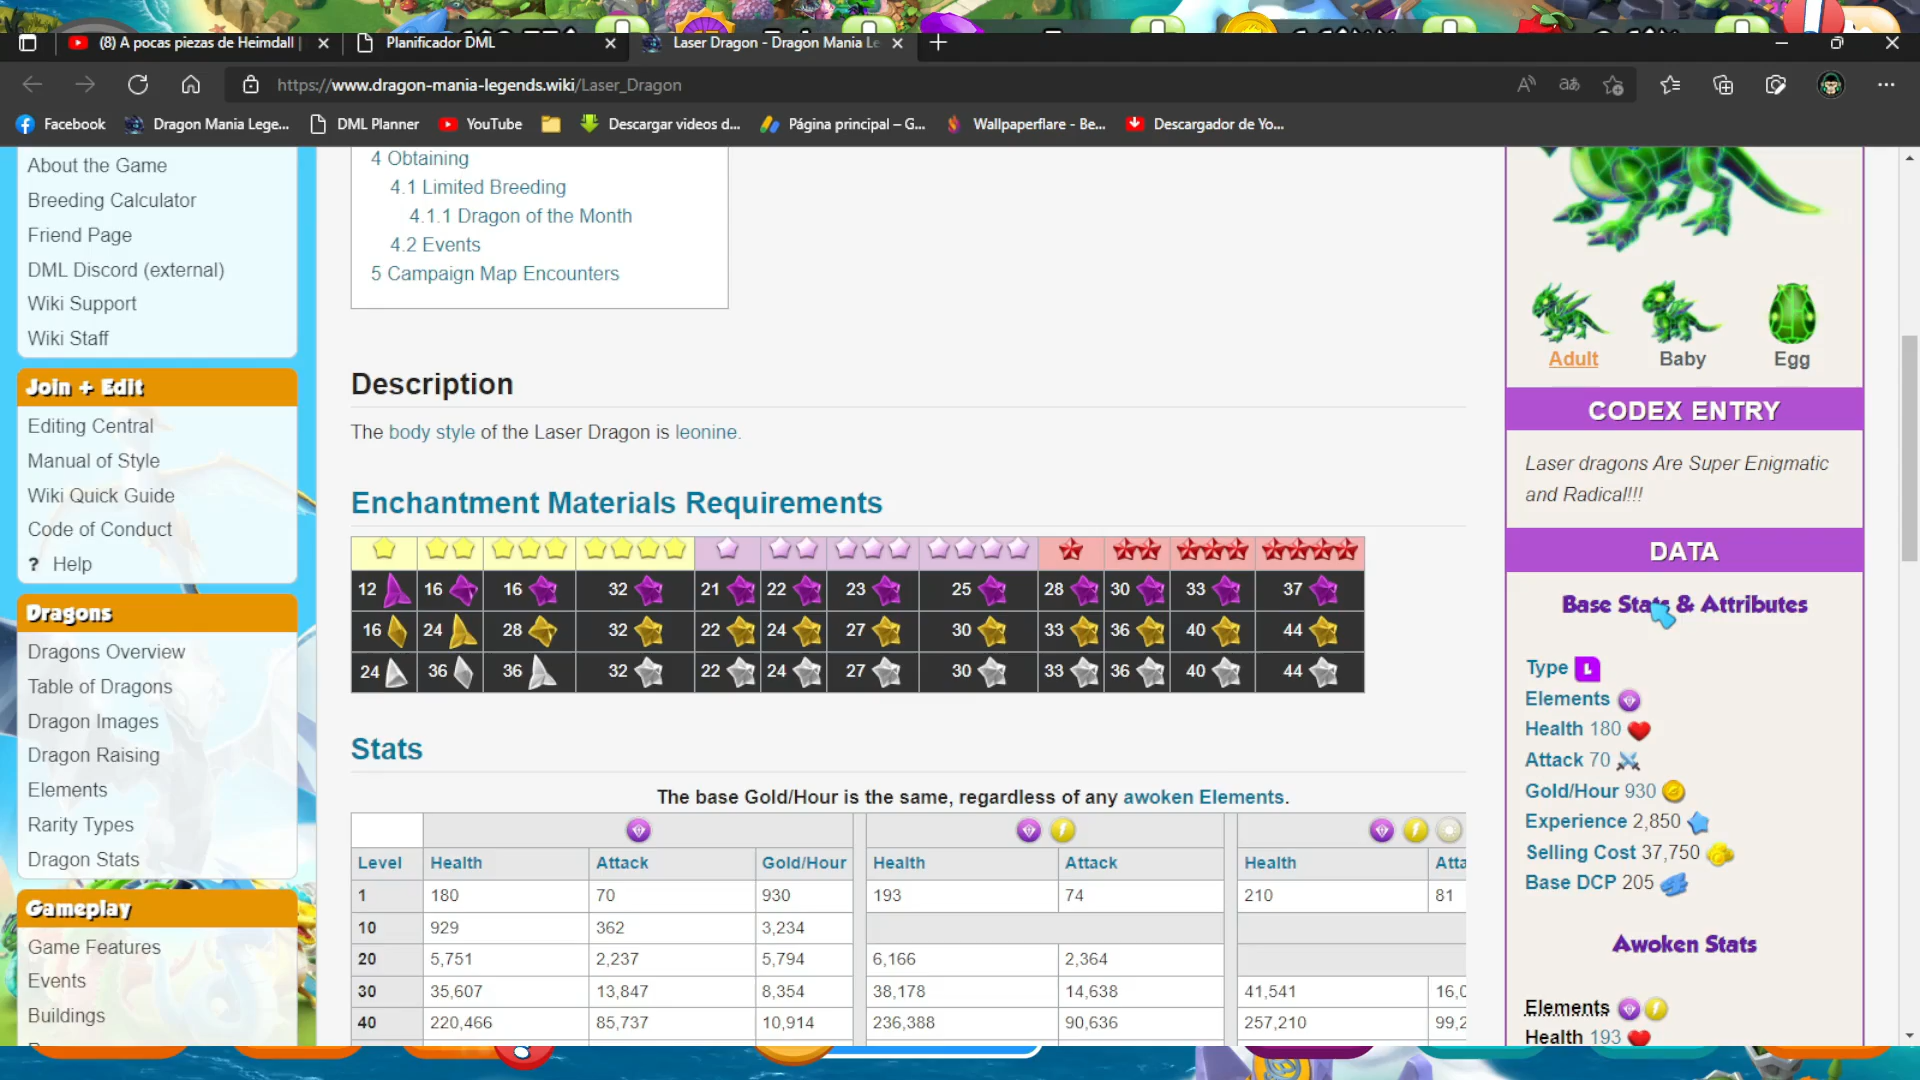 (8) A pocas piezas de Heimdall |
Planificador DML
Laser Dragon - Dragon Mania Le
https://www.dragon-mania-legends.wiki/Laser_Dragon
Facebook
Dragon Mania Lege...
DML Planner
YouTube
Descargar videos d...
Página principal – G...
Wallpaperflare - Be...
Descargador de Yo...
About the Game
Breeding Calculator
Friend Page
DML Discord (external)
Wiki Support
Wiki Staff
Join + Edit
Editing Central
Manual of Style
Wiki Quick Guide
Code of Conduct
? Help
Dragons
Dragons Overview
Table of Dragons
Dragon Images
Dragon Raising
Elements
Rarity Types
Dragon Stats
Gameplay
Game Features
Events
Buildings
4 Obtaining
4.1 Limited Breeding
4.1.1 Dragon of the Month
4.2 Events
5 Campaign Map Encounters
Description
The body style of the Laser Dragon is leonine.
Enchantment Materials Requirements
12 16 16 32 21 22 23 25 28 30 33 37
16 24 28 32 22 24 27 30 33 36 40 44
24 36 36 32 22 24 27 30 33 36 40 44
Stats
The base Gold/Hour is the same, regardless of any awoken Elements.
Level Health Attack Gold/Hour Health Attack Health Atta
1 180 70 930 193 74 210 81
10 929 362 3,234
20 5,751 2,237 5,794 6,166 2,364
30 35,607 13,847 8,354 38,178 14,638 41,541 16,0
40 220,466 85,737 10,914 236,388 90,636 257,210 99,2
Adult
Baby
Egg
CODEX ENTRY
Laser dragons Are Super Enigmatic
and Radical!!!
DATA
Base Stats & Attributes
Type L
Elements
Health 180
Attack 70
Gold/Hour 930
Experience 2,850
Selling Cost 37,750
Base DCP 205
Awoken Stats
Elements
Health 193